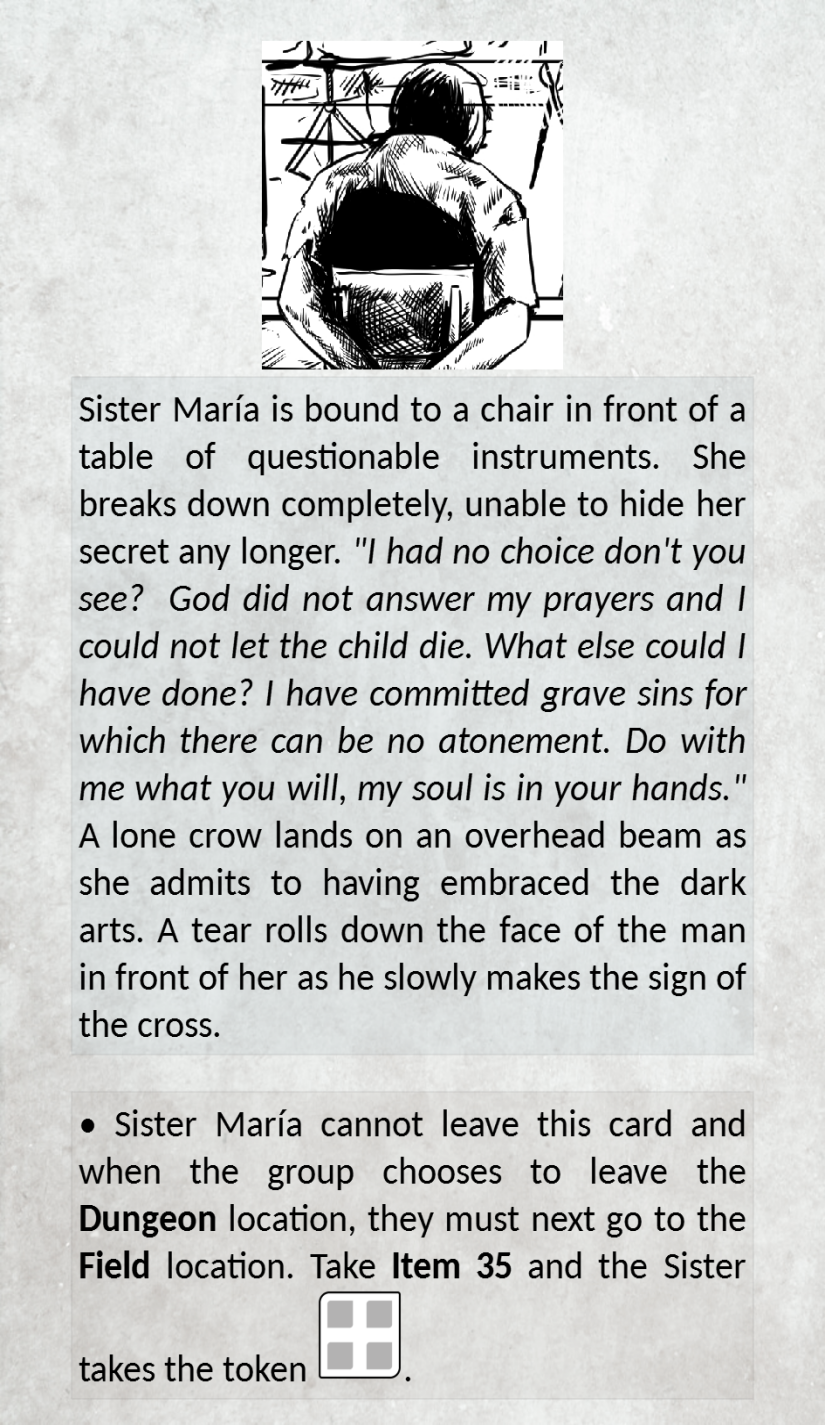 Sister María is bound to a chair in front of a
table of questionable instruments. She
breaks down completely, unable to hide her
secret any longer. "I had no choice don't you
see?  God did not answer my prayers and I
could not let the child die. What else could I
have done? I have committed grave sins for
which there can be no atonement. Do with
me what you will, my soul is in your hands."
A lone crow lands on an overhead beam as
she admits to having embraced the dark
arts. A tear rolls down the face of the man
in front of her as he slowly makes the sign of
the cross.
• Sister María cannot leave this card and
when the group chooses to leave the
Dungeon location, they must next go to the
Field location. Take Item 35 and the Sister
takes the token .